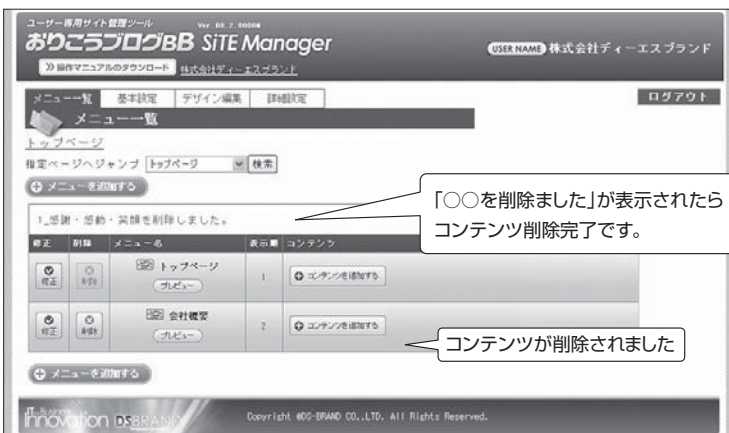 ユーザー専用サイト管理ツール
おりこうブログBB SiTE Manager
USER NAME 株式会社ディーエスブランド
操作マニュアルのダウンロード 株式会社ディーエスブランド
メニュー一覧 基本設定 デザイン編集 詳細設定 ログアウト
メニュー一覧
トップページ
指定ページへジャンプ トップページ 検索
メニューを追加する
「○○を削除ました」が表示されたら
コンテンツ削除完了です。
1_感謝・感動・笑顔を削除しました。
修正 削除 メニュー名 表示順 コンテンツ
修正 削除 トップページ 1 コンテンツを追加する
プレビュー
修正 削除 会社概要 2 コンテンツを追加する
プレビュー
コンテンツが削除されました
メニューを追加する
Innovation DSBRAND Copyright ©DS-BRAND CO.,LTD. All Rights Reserved.